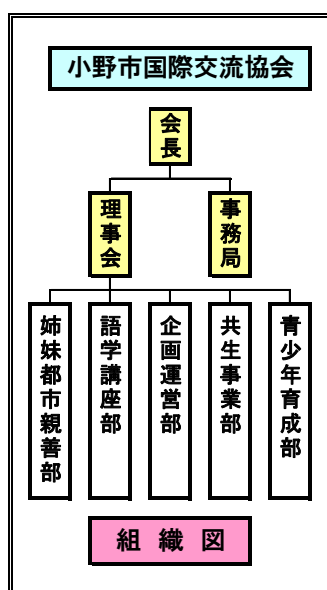 小野市国際交流協会
会長
理事会
事務局
姉妹都市親善部
語学講座部
企画運営部
共生事業部
青少年育成部
組織図